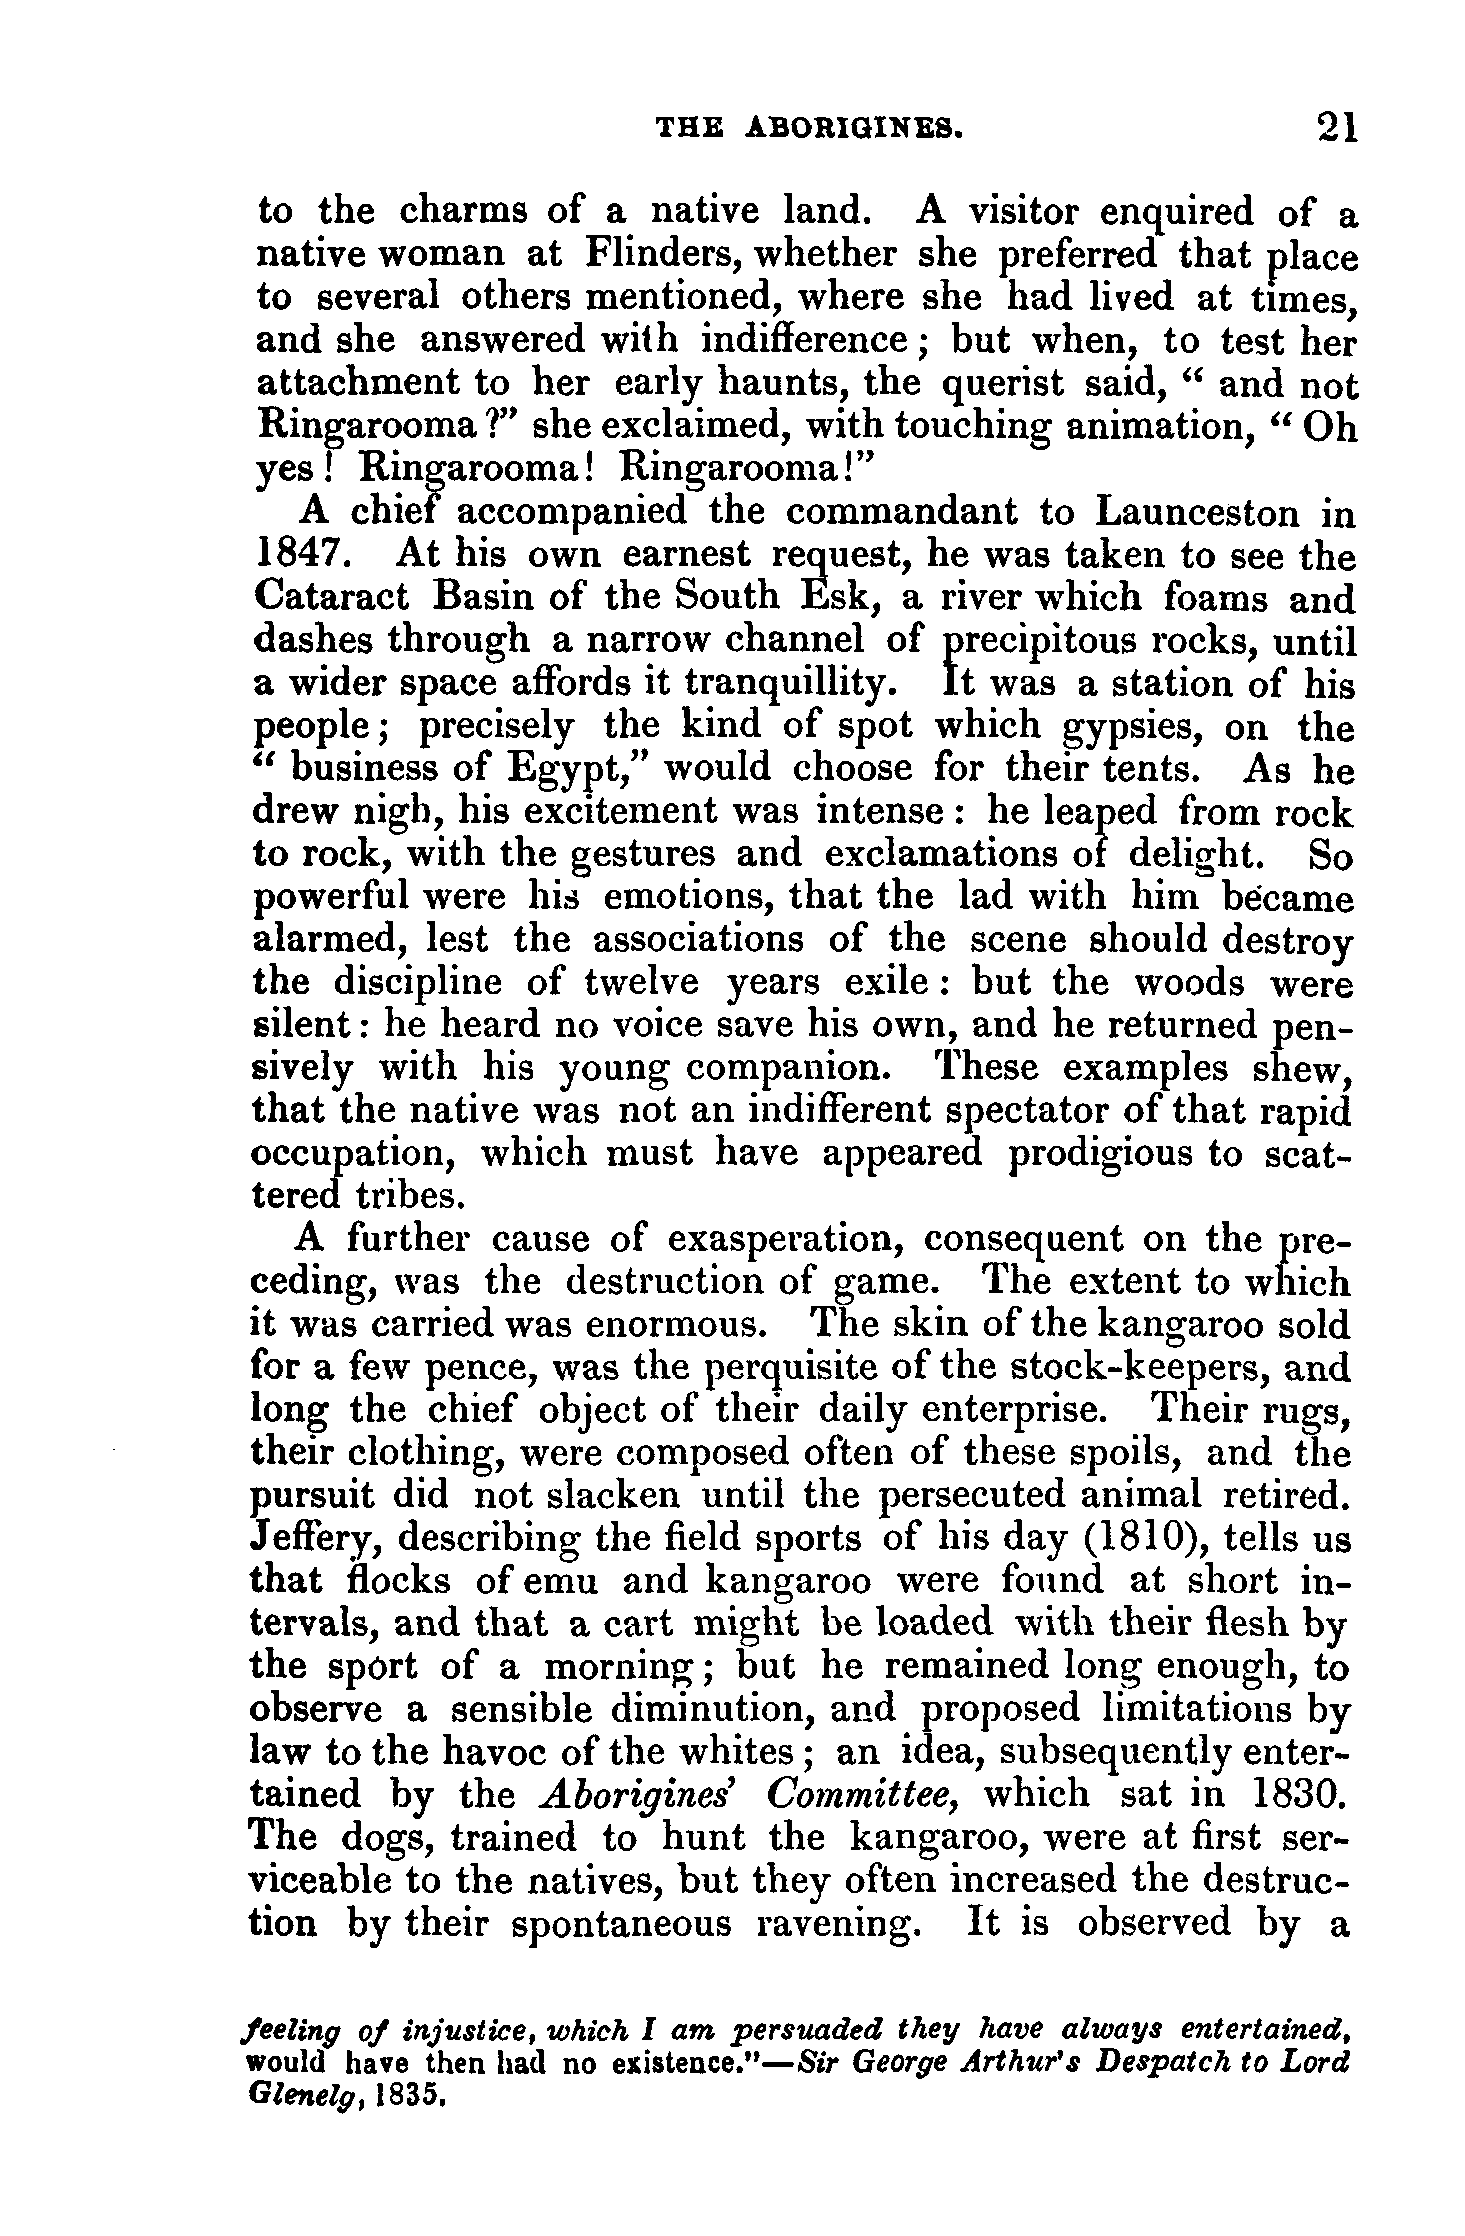 THE ABORIGINES. 21
to the charms of a native land. A visitor enquired of a
native woman at Flinders, whether she preferred that place
to several others mentioned, where she had lived at times,
and she answered with indifference; but when, to test her
attachment to her early haunts, the querist said, “ and not
Ringarooma?” she exclaimed, with touching animation, “ Oh
yes! Ringarooma! Ringarooma!”
A chief accompanied the commandant to Launceston in
1847. At his own earnest request, he was taken to see the
Cataract Basin of the South Esk, a river which foams and
dashes through a narrow channel of precipitous rocks, until
a wider space affords it tranquillity. It was a station of his
people; precisely the kind of spot which gypsies, on the
“ business of Egypt,” would choose for their tents. As he
drew nigh, his excitement was intense: he leaped from rock
to rock, with the gestures and exclamations of delight. So
powerful were his emotions, that the lad with him became
alarmed, lest the associations of the scene should destroy
the discipline of twelve years exile: but the woods were
silent: he heard no voice save his own, and he returned pen-
sively with his young companion. These examples shew,
that the native was not an indifferent spectator of that rapid
occupation, which must have appeared prodigious to scat-
tered tribes.
A further cause of exasperation, consequent on the pre-
ceding, was the destruction of game. The extent to which
it was carried was enormous. The skin of the kangaroo sold
for a few pence, was the perquisite of the stock-keepers, and
long the chief object of their daily enterprise. Their rugs,
their clothing, were composed often of these spoils, and the
pursuit did not slacken until the persecuted animal retired.
Jeffery, describing the field sports of his day (1810), tells us
that flocks of emu and kangaroo were found at short in-
tervals, and that a cart might be loaded with their flesh by
the sport of a morning; but he remained long enough, to
observe a sensible diminution, and proposed limitations by
law to the havoc of the whites; an idea, subsequently enter-
tained by the Aborigines’ Committee, which sat in 1830.
The dogs, trained to hunt the kangaroo, were at first ser-
viceable to the natives, but they often increased the destruc-
tion by their spontaneous ravening. It is observed by a
feeling of injustice, which I am persuaded they have always entertained,
would have then had no existence.”—Sir George Arthur's Despatch to Lord
Glenelg, 1835.